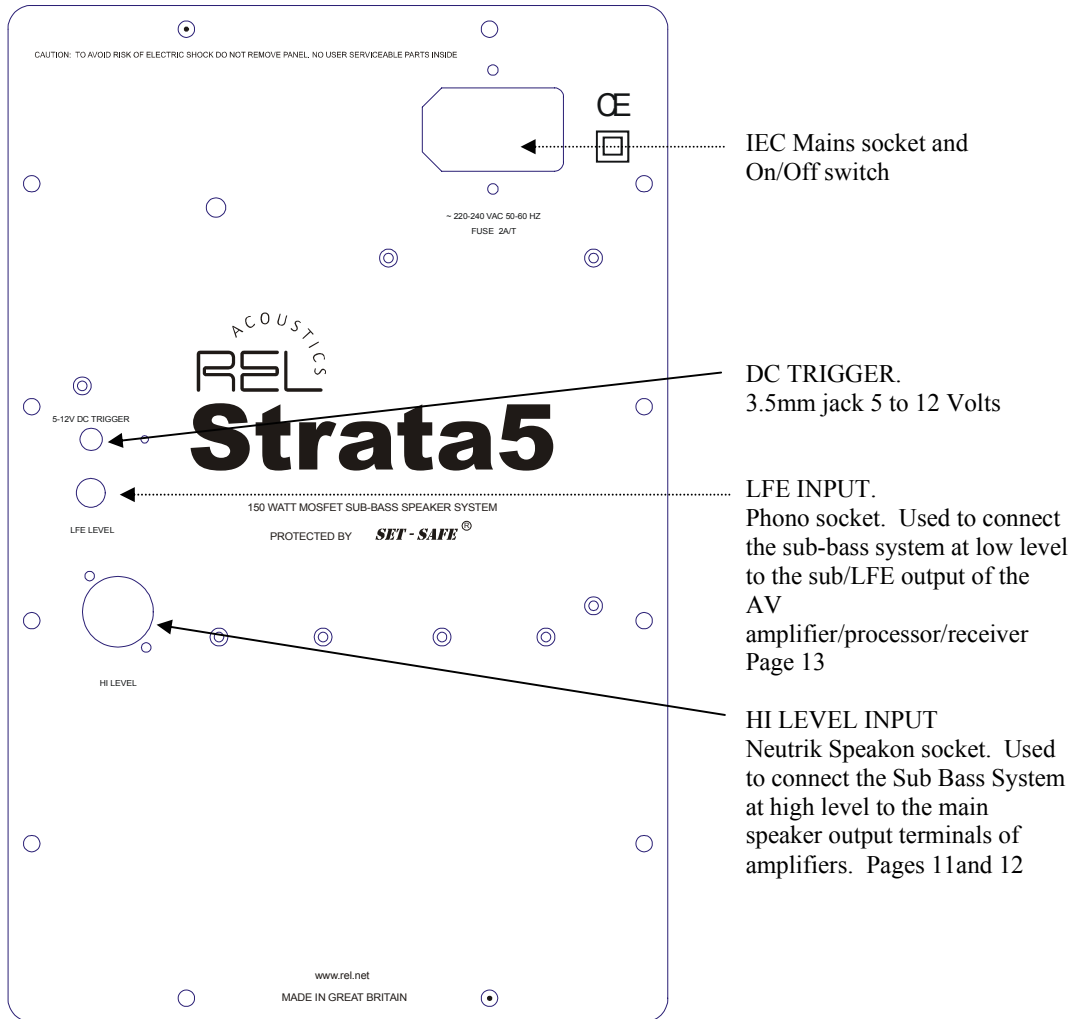 CAUTION: TO AVOID RISK OF ELECTRIC SHOCK DO NOT REMOVE PANEL. NO USER SERVICEABLE PARTS INSIDE
CE
IEC Mains socket and
On/Off switch
~ 220-240 VAC 50-60 HZ
FUSE 2A/T
ACOUSTICS
REL
Strata5
5-12V DC TRIGGER
DC TRIGGER.
3.5mm jack 5 to 12 Volts
150 WATT MOSFET SUB-BASS SPEAKER SYSTEM
LFE LEVEL
PROTECTED BY SET - SAFE ®
LFE INPUT.
Phono socket. Used to connect
the sub-bass system at low level
to the sub/LFE output of the
AV
amplifier/processor/receiver
Page 13
HI LEVEL
HI LEVEL INPUT
Neutrik Speakon socket. Used
to connect the Sub Bass System
at high level to the main
speaker output terminals of
amplifiers. Pages 11and 12
www.rel.net
MADE IN GREAT BRITAIN